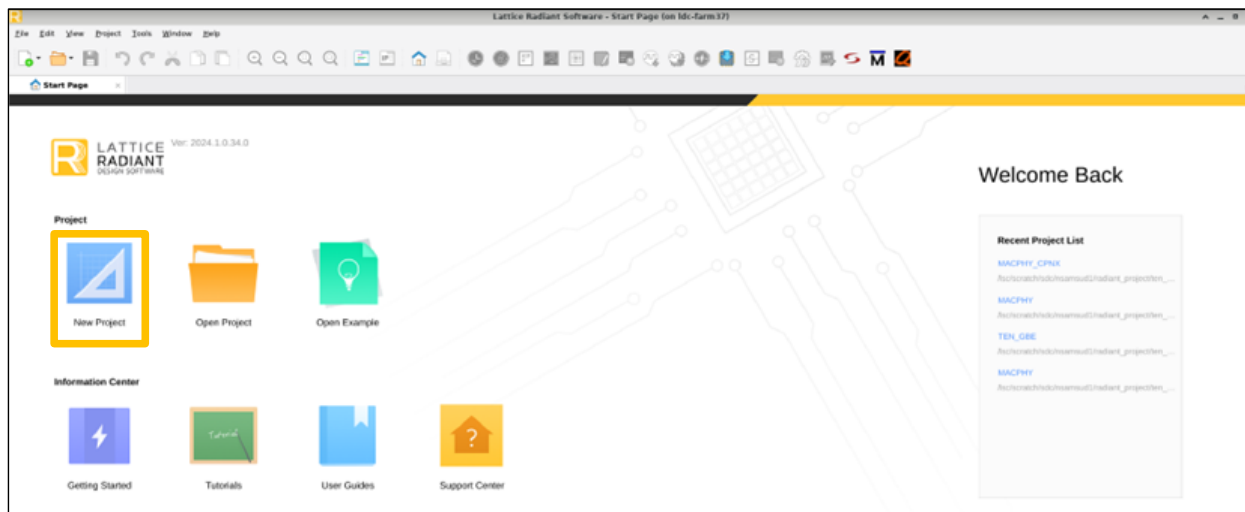 Lattice Radiant Software - Start Page (on ldc-farm37)
File Edit View Project Tools Window Help
Start Page
LATTICE
RADIANT
DESIGN SOFTWARE
Ver: 2024.1.0.34.0
Welcome Back
Project
New Project
Open Project
Open Example
Recent Project List
MACPHY_CPNX
MACPHY
TEN_GBE
MACPHY
Information Center
Tutorial
Getting Started
Tutorials
User Guides
Support Center